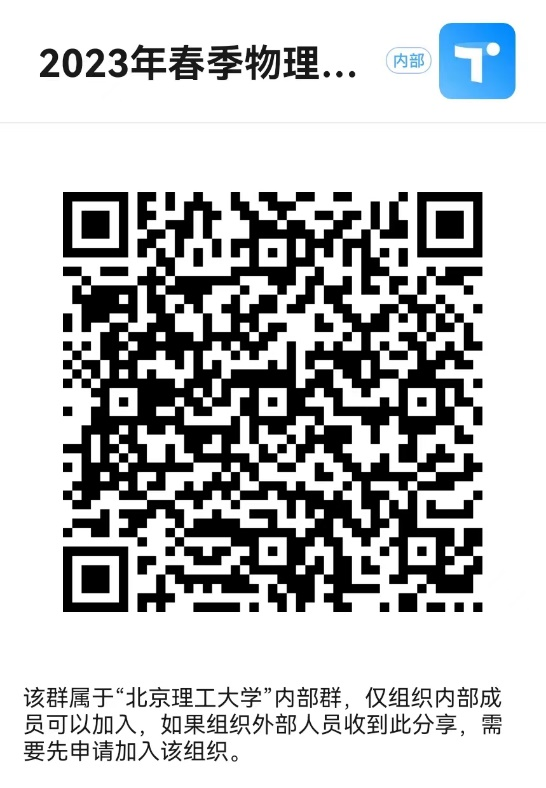 2023年春季物理...
内部
该群属于“北京理工大学”内部群，仅组织内部成
员可以加入，如果组织外部人员收到此分享，需
要先申请加入该组织。